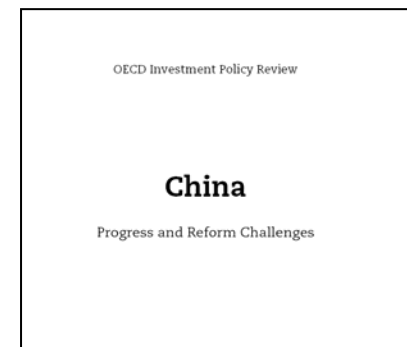 OECD Investment Policy Review
China
Progress and Reform Challenges